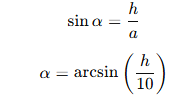 sin α = h/a
α = arcsin (h/10)